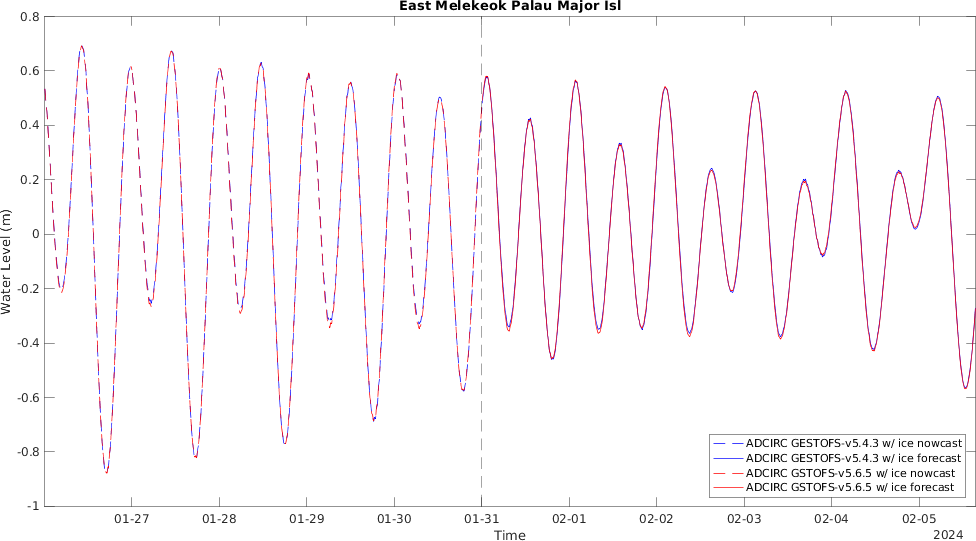 East Melekeok Palau Major Isl
0.8
0.6
0.4
0.2
0
-0.2
-0.4
-0.6
-0.8
-1
Water Level (m)
ADCIRC GESTOFS-v5.4.3 w/ ice nowcast
ADCIRC GESTOFS-v5.4.3 w/ ice forecast
ADCIRC GSTOFS-v5.6.5 w/ ice nowcast
ADCIRC GSTOFS-v5.6.5 w/ ice forecast
01-27 01-28 01-29 01-30 01-31 02-01 02-02 02-03 02-04 02-05
Time
2024